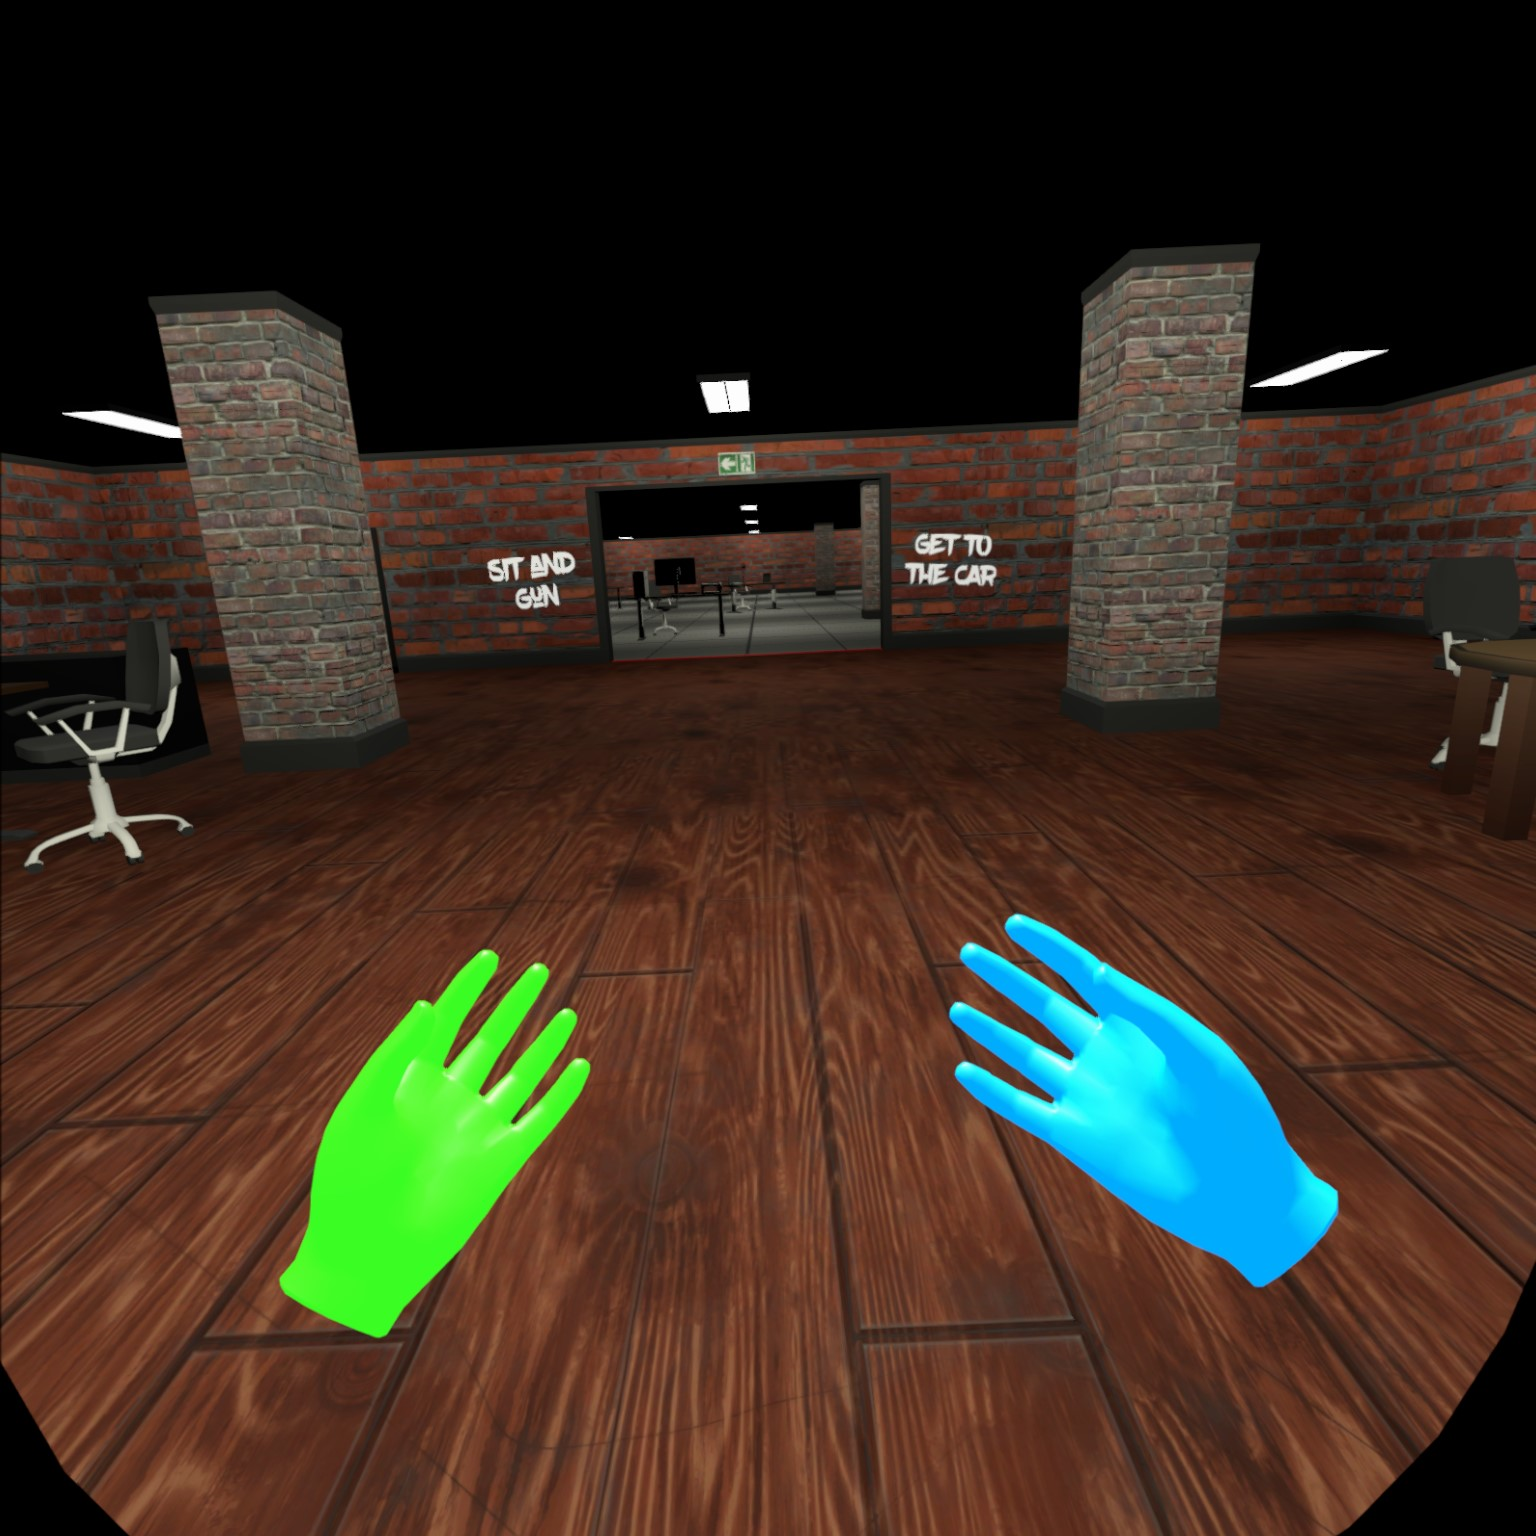 SIT AND
GUN
GET TO
THE CAR